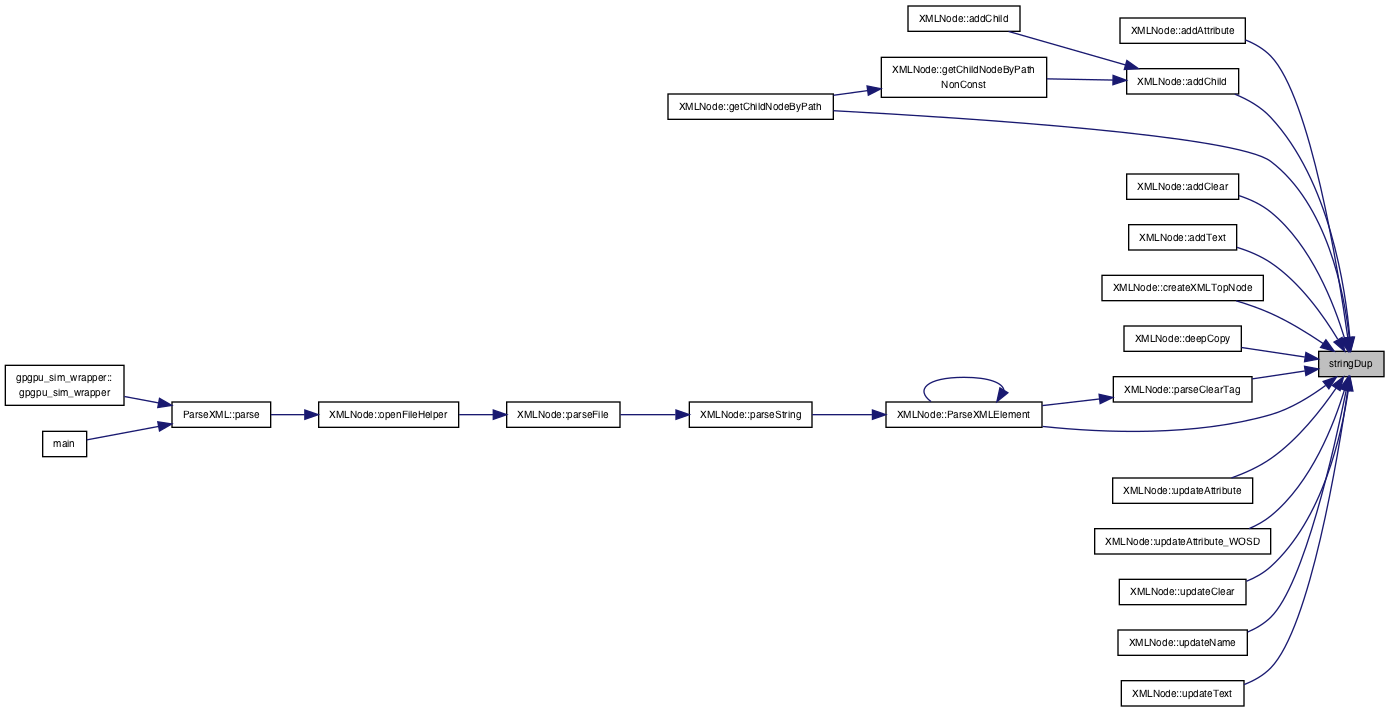 XMLNode::addChild
XMLNode::addAttribute
XMLNode::getChildNodeByPath
NonConst
XMLNode::addChild
XMLNode::getChildNodeByPath
XMLNode::addClear
XMLNode::addText
XMLNode::createXMLTopNode
XMLNode::deepCopy
stringDup
gpgpu_sim_wrapper::
gpgpu_sim_wrapper
XMLNode::parseClearTag
ParseXML::parse
XMLNode::openFileHelper
XMLNode::parseFile
XMLNode::parseString
XMLNode::ParseXMLElement
main
XMLNode::updateAttribute
XMLNode::updateAttribute_WOSD
XMLNode::updateClear
XMLNode::updateName
XMLNode::updateText